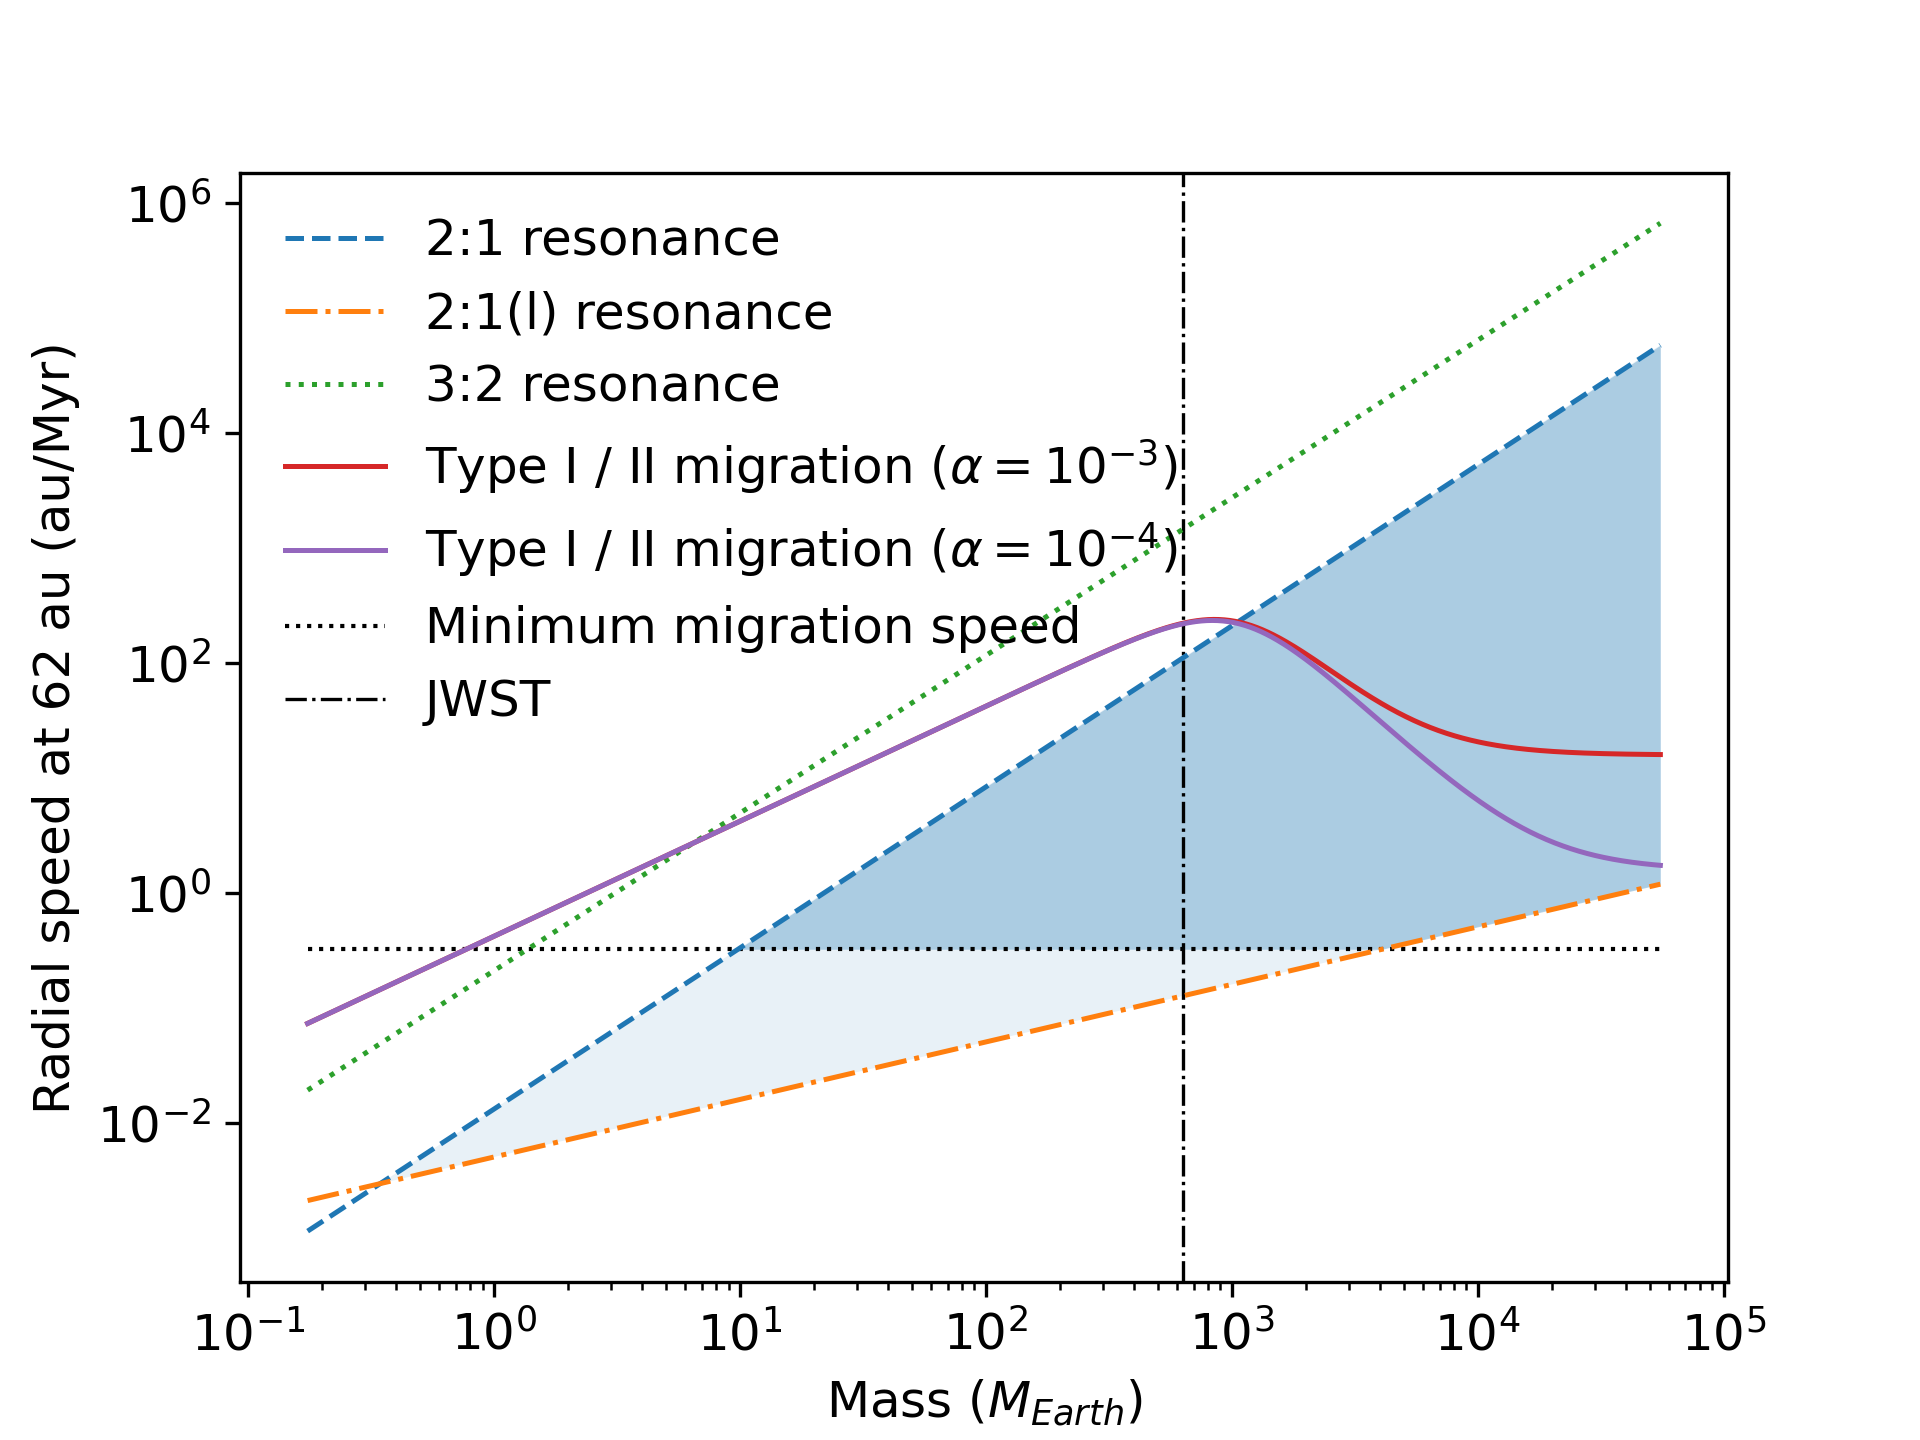 10⁶
10⁴
10²
10⁰
10⁻²
Radial speed at 62 au (au/Myr)
2:1 resonance
2:1(l) resonance
3:2 resonance
Type I / II migration (α = 10⁻³)
Type I / II migration (α = 10⁻⁴)
Minimum migration speed
JWST
10⁻¹ 10⁰ 10¹ 10² 10³ 10⁴ 10⁵
Mass (M_Earth)